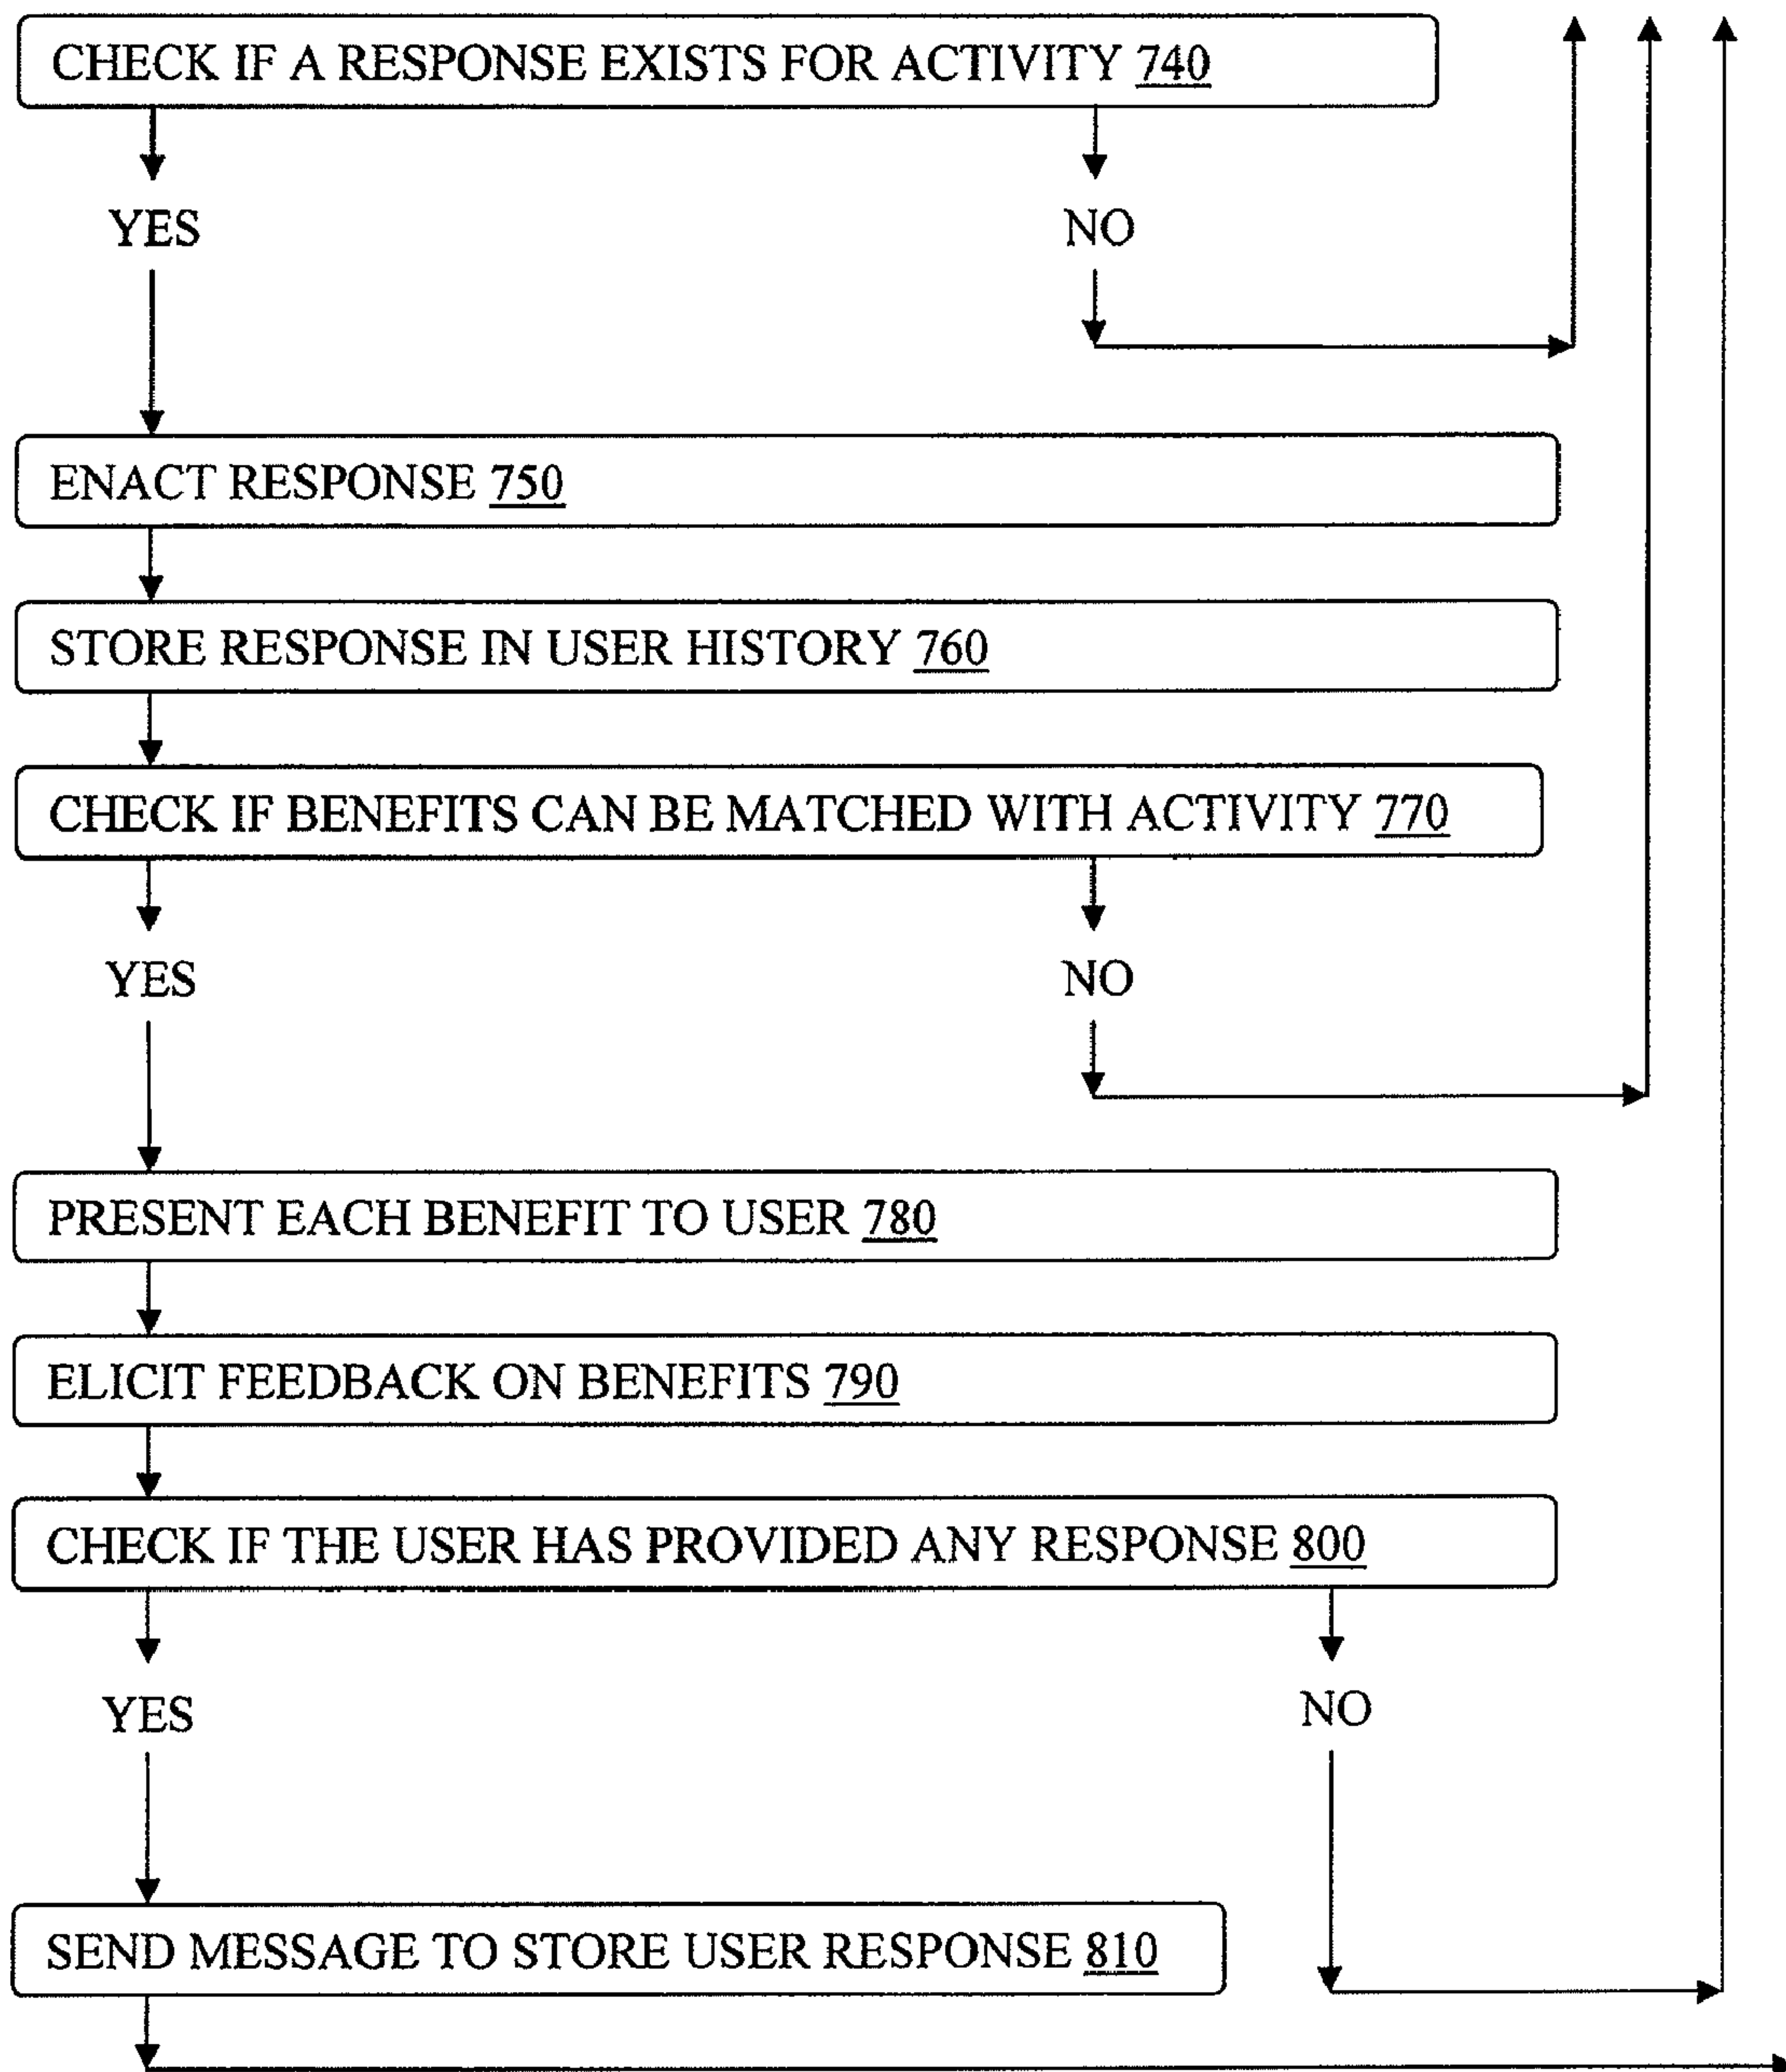 CHECK IF A RESPONSE EXISTS FOR ACTIVITY 740
YES
NO
ENACT RESPONSE 750
STORE RESPONSE IN USER HISTORY 760
CHECK IF BENEFITS CAN BE MATCHED WITH ACTIVITY 770
YES
NO
PRESENT EACH BENEFIT TO USER 780
ELICIT FEEDBACK ON BENEFITS 790
CHECK IF THE USER HAS PROVIDED ANY RESPONSE 800
YES
NO
SEND MESSAGE TO STORE USER RESPONSE 810